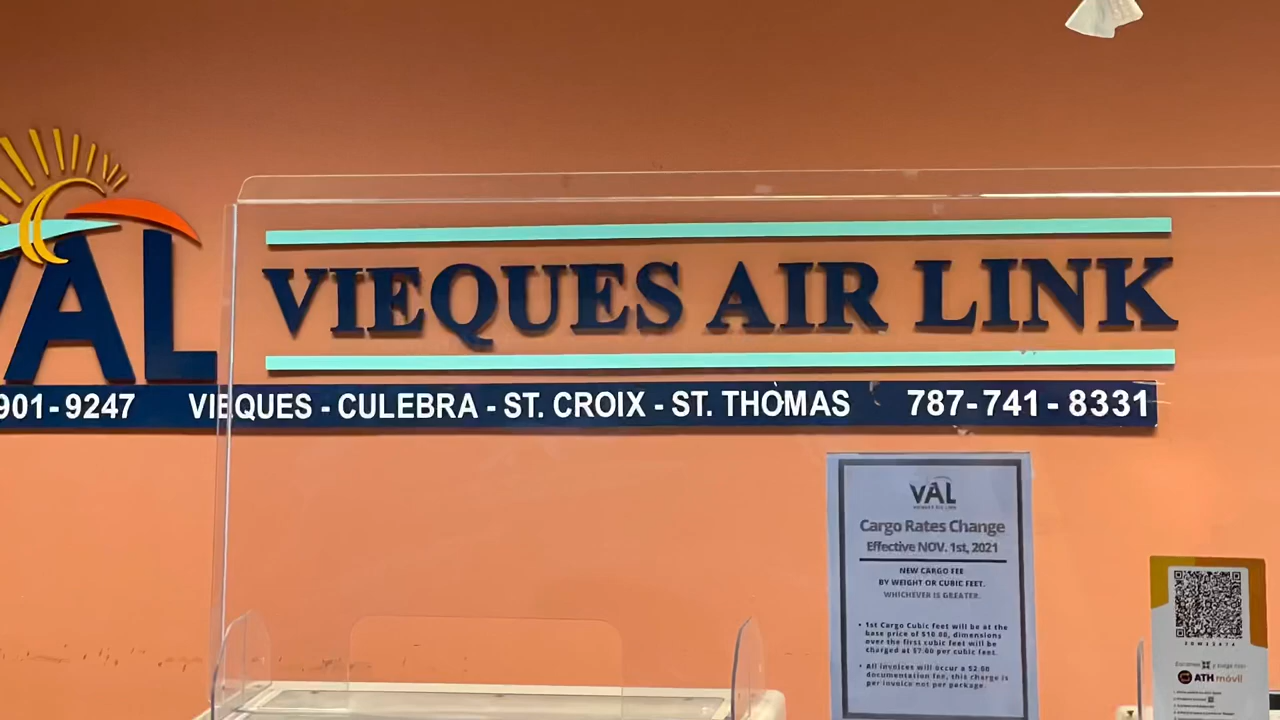 VAL
VIEQUES AIR LINK
901-9247 VIEQUES - CULEBRA - ST. CROIX - ST. THOMAS 787-741-8331
VAL
VIEQUES AIR LINK
Cargo Rates Change
Effective NOV. 1st, 2021
NEW CARGO FEE
BY WEIGHT OR CUBIC FEET.
WHICHEVER IS GREATER.
• 1st Cargo Cubic feet will be at the
base price of $10.00, dimensions
over the first cubic feet will be
charged at $7.00 per cubic feet.
• All invoices will occur a $2.00
documentation fee, this charge is
per invoice not per package.
ATH móvil